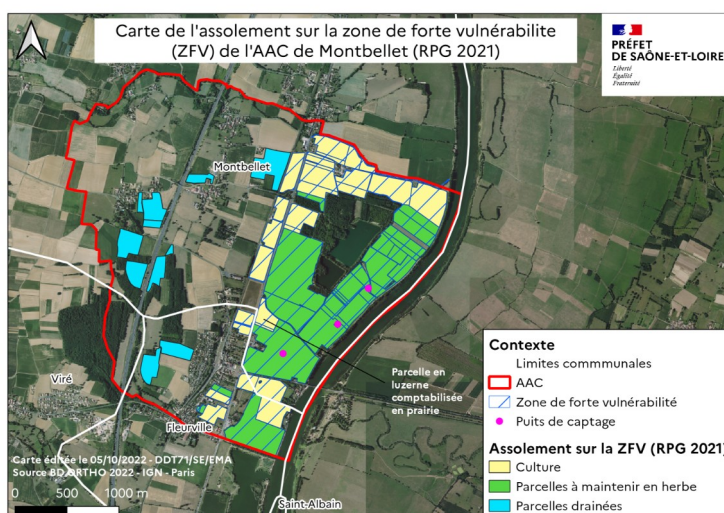 Carte de l'assolement sur la zone de forte vulnérabilite
(ZFV) de l'AAC de Montbellet (RPG 2021)
PRÉFET
DE SAÔNE-ET-LOIRE
Liberté
Égalité
Fraternité
Montbellet
Parcelle en
luzerne
comptabilisée
en prairie
Viré
Fleurville
Saint-Albain
Contexte
Limites commmunales
AAC
Zone de forte vulnérabilité
Puits de captage
Assolement sur la ZFV (RPG 2021)
Culture
Parcelles à maintenir en herbe
Parcelles drainées
Carte éditée le 05/10/2022 - DDT71/SE/EMA
Source BD ORTHO 2022 - IGN - Paris
0 500 1000 m